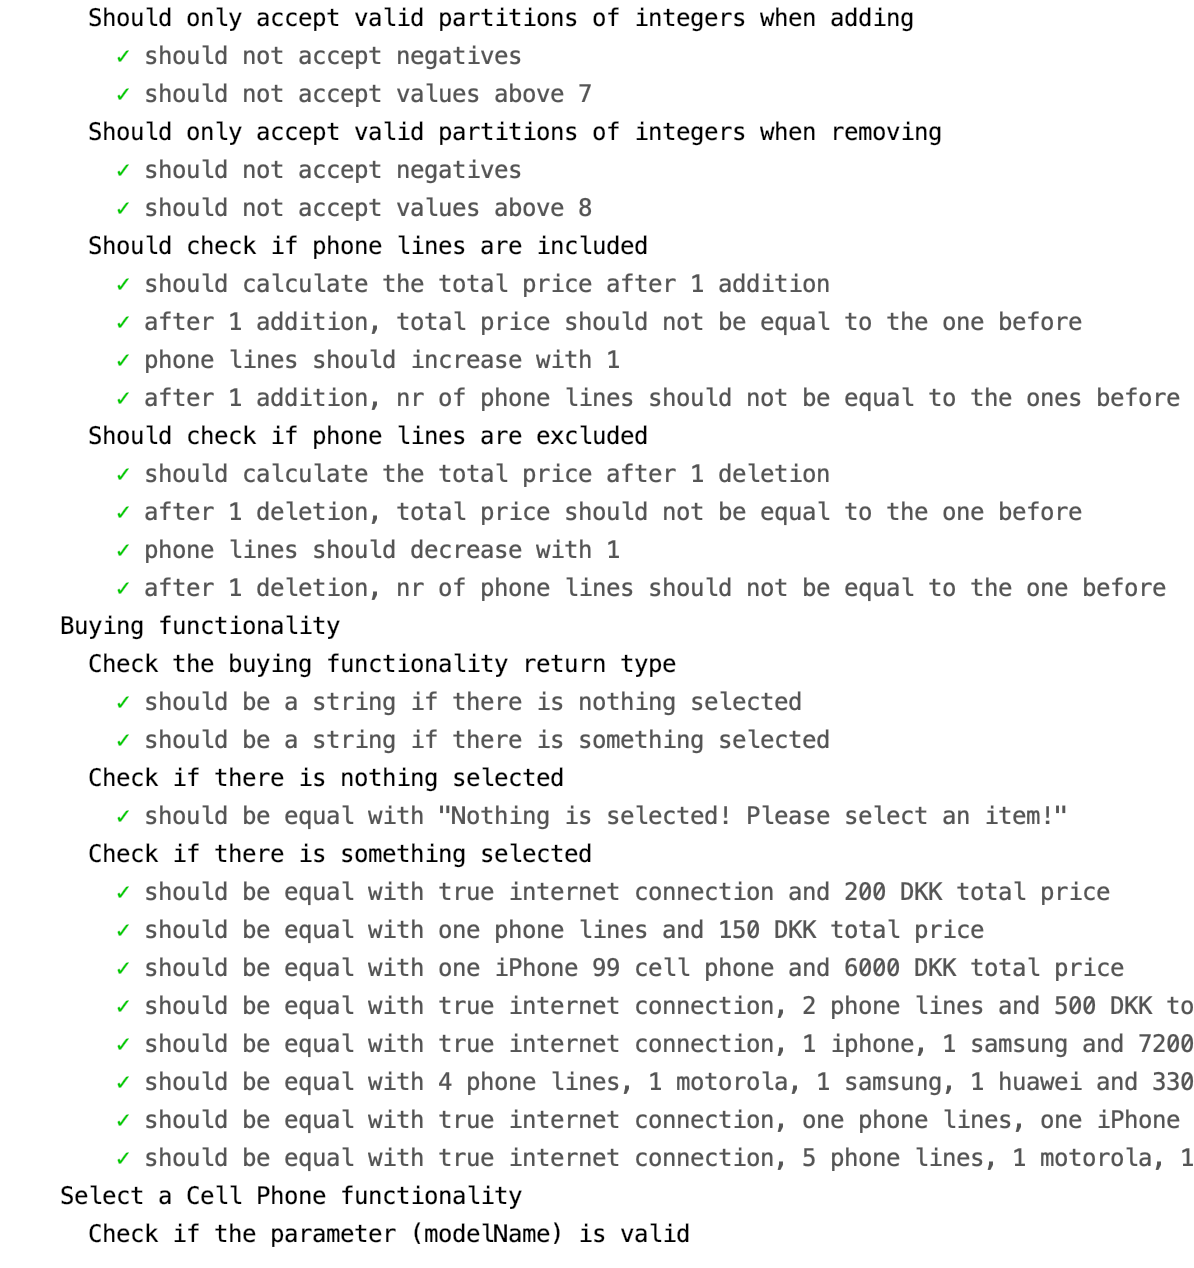 Should only accept valid partitions of integers when adding
✓ should not accept negatives
✓ should not accept values above 7
Should only accept valid partitions of integers when removing
✓ should not accept negatives
✓ should not accept values above 8
Should check if phone lines are included
✓ should calculate the total price after 1 addition
✓ after 1 addition, total price should not be equal to the one before
✓ phone lines should increase with 1
✓ after 1 addition, nr of phone lines should not be equal to the ones before
Should check if phone lines are excluded
✓ should calculate the total price after 1 deletion
✓ after 1 deletion, total price should not be equal to the one before
✓ phone lines should decrease with 1
✓ after 1 deletion, nr of phone lines should not be equal to the one before
Buying functionality
Check the buying functionality return type
✓ should be a string if there is nothing selected
✓ should be a string if there is something selected
Check if there is nothing selected
✓ should be equal with "Nothing is selected! Please select an item!"
Check if there is something selected
✓ should be equal with true internet connection and 200 DKK total price
✓ should be equal with one phone lines and 150 DKK total price
✓ should be equal with one iPhone 99 cell phone and 6000 DKK total price
✓ should be equal with true internet connection, 2 phone lines and 500 DKK to
✓ should be equal with true internet connection, 1 iphone, 1 samsung and 7200
✓ should be equal with 4 phone lines, 1 motorola, 1 samsung, 1 huawei and 330
✓ should be equal with true internet connection, one phone lines, one iPhone
✓ should be equal with true internet connection, 5 phone lines, 1 motorola, 1
Select a Cell Phone functionality
Check if the parameter (modelName) is valid